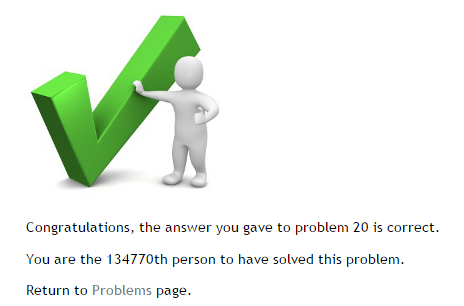 Congratulations, the answer you gave to problem 20 is correct.
You are the 134770th person to have solved this problem.
Return to Problems page.